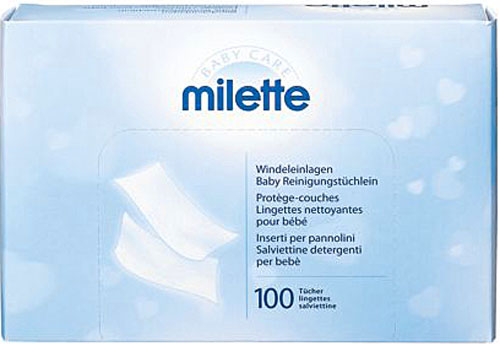 milette
BABY CARE
milette
Windeleinlagen
Baby Reinigungstüchlein
Protège-couches
Lingettes nettoyantes
pour bébé
Inserti per pannolini
Salviettine detergenti
per bebè
100 Tücher
lingettes
salviettine